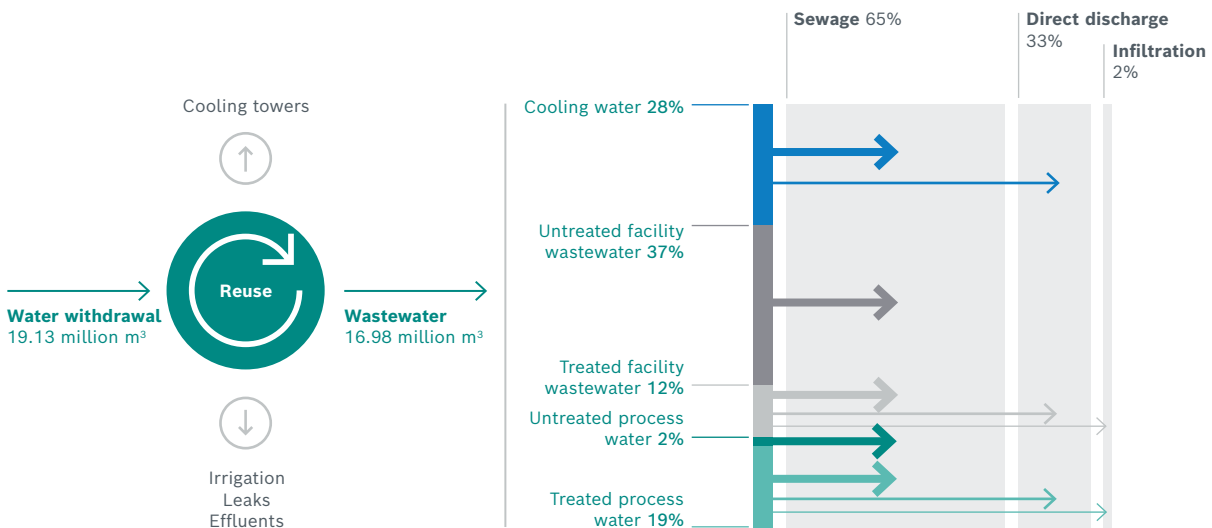 Sewage 65%
Direct discharge
33%
Infiltration
2%
Cooling towers
Reuse
Water withdrawal
19.13 million m³
Wastewater
16.98 million m³
Irrigation
Leaks
Effluents
Cooling water 28%
Untreated facility
wastewater 37%
Treated facility
wastewater 12%
Untreated process
water 2%
Treated process
water 19%